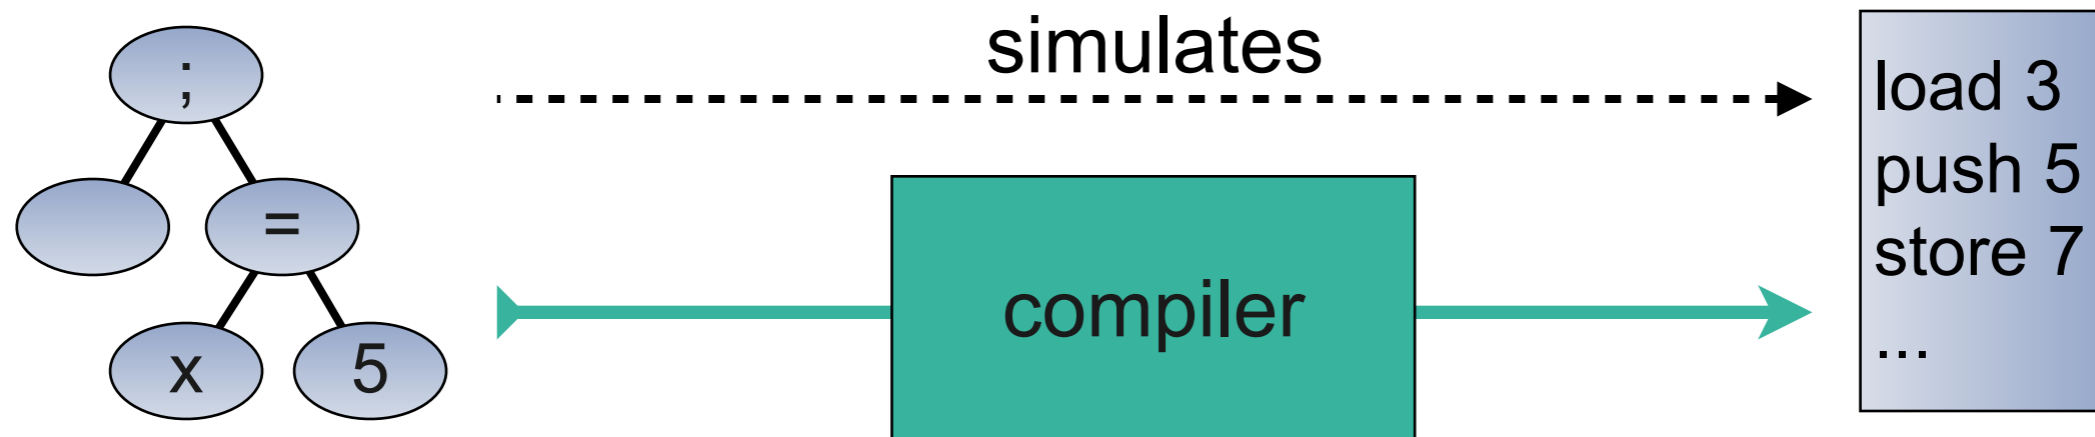 ;
=
x
5
simulates
compiler
load 3
push 5
store 7
...